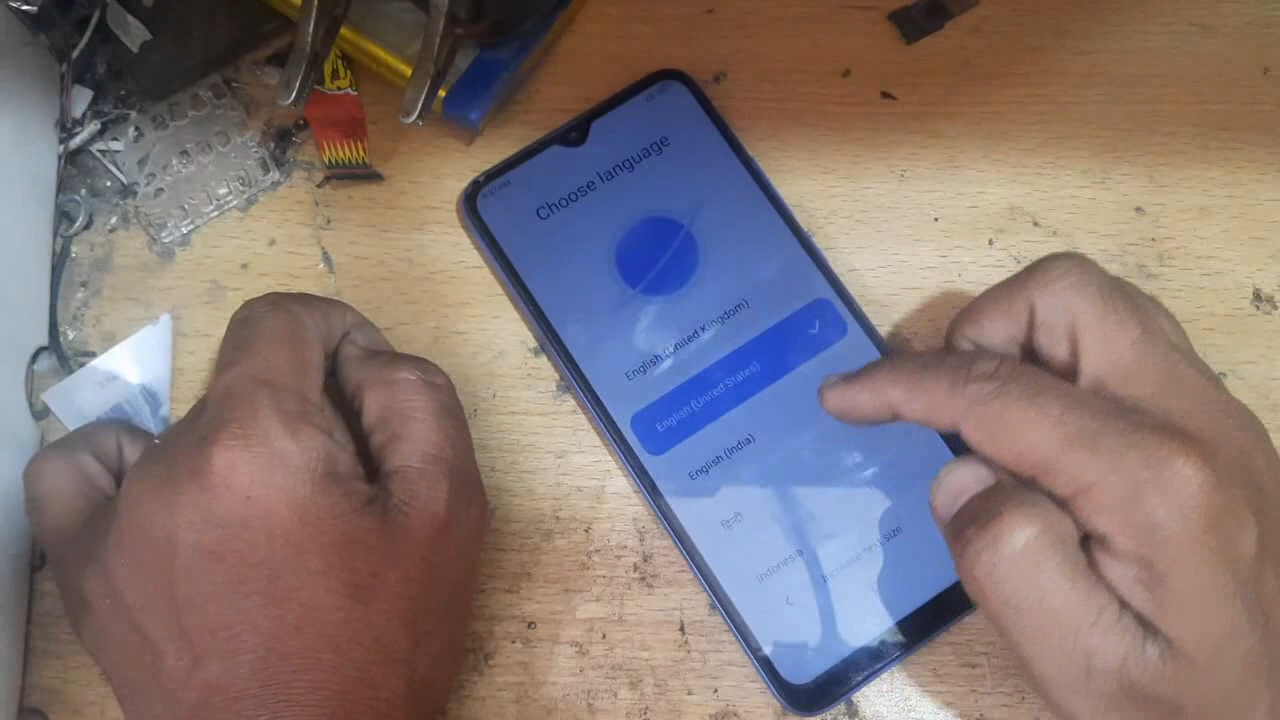 Choose language
English (United Kingdom)
English (United States)
English (India)
हिन्दी
Indonesia
Increase text size